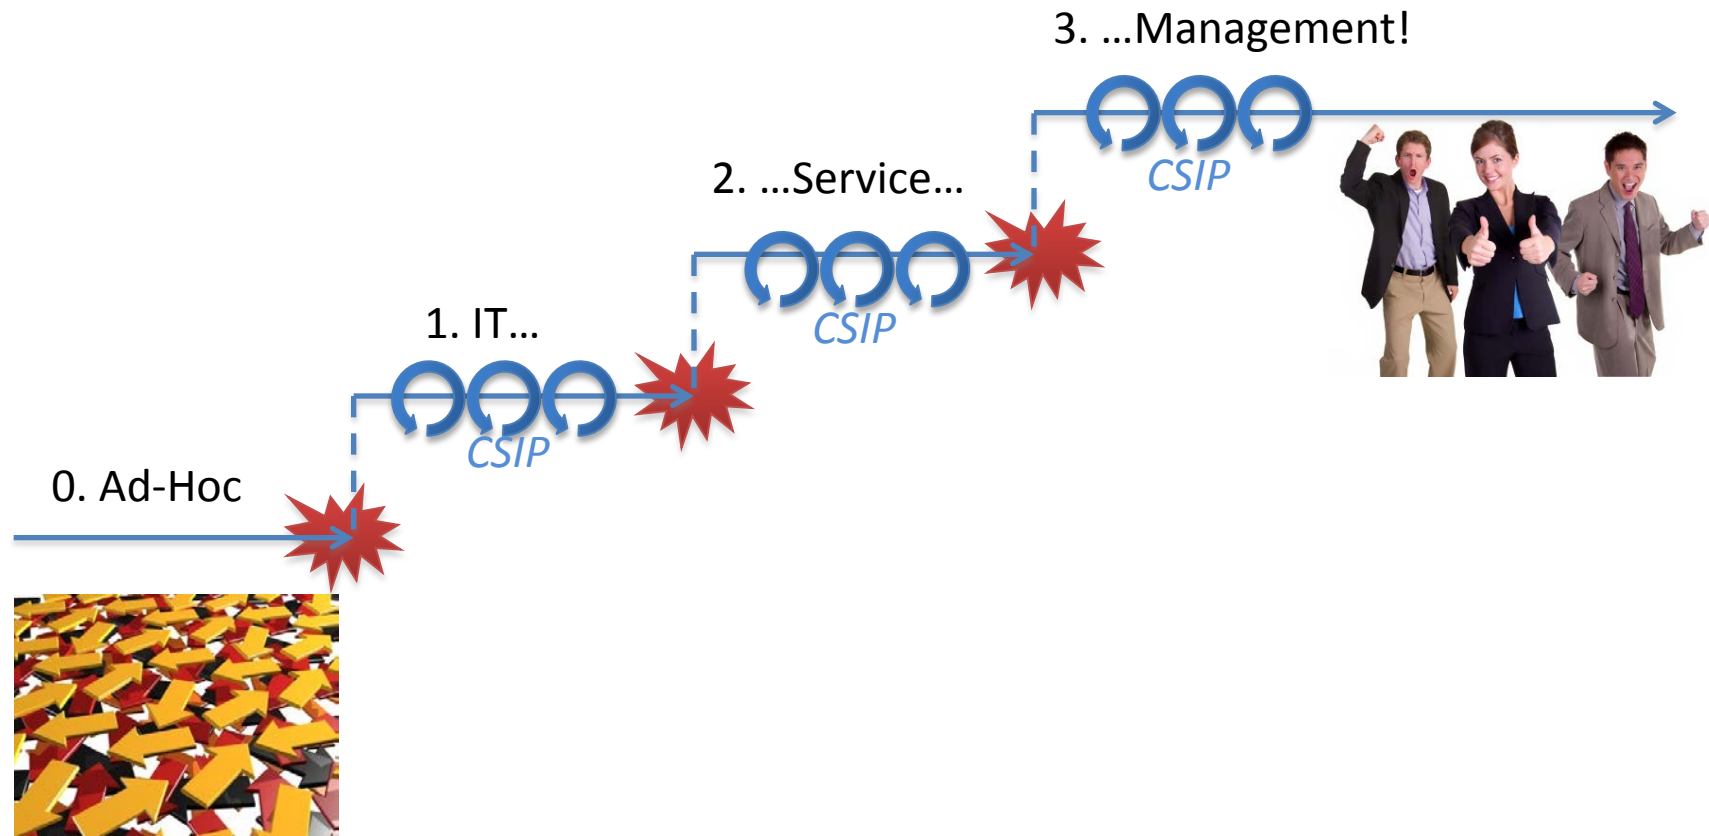 3. …Management!
CSIP
2. …Service…
CSIP
1. IT…
CSIP
0. Ad-Hoc